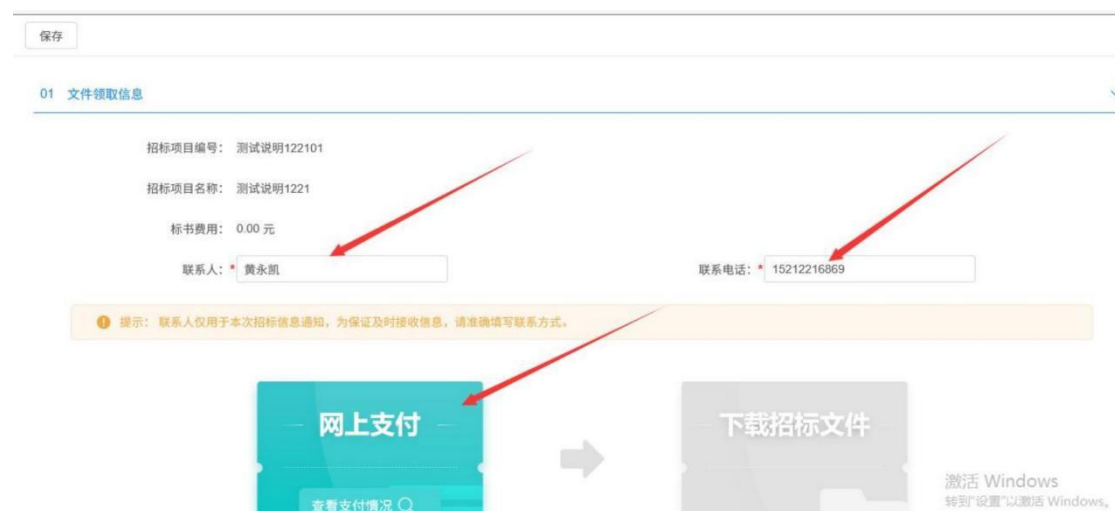 保存
01 文件领取信息
招标项目编号： 测试说明122101
招标项目名称： 测试说明1221
标书费用： 0.00 元
联系人：* 黄永凯 联系电话：* 15212216869
提示： 联系人仅用于本次招标信息通知，为保证及时接收信息，请准确填写联系方式。
网上支付 下载招标文件
查看支付情况
激活 Windows
转到"设置"以激活 Windows。